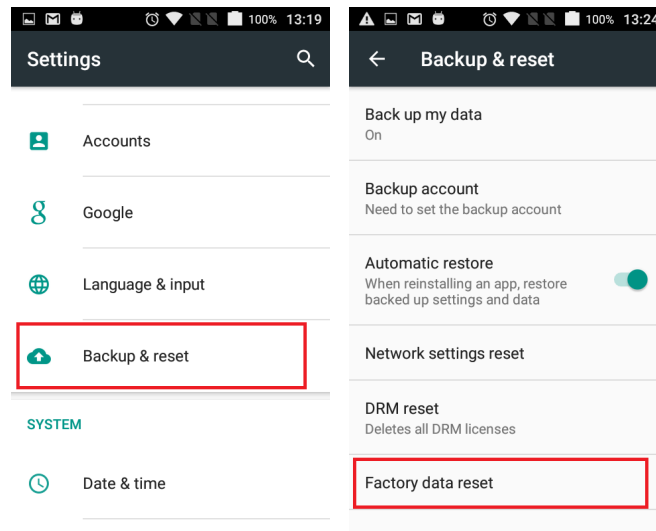 100% 13:19
Settings
Accounts
Google
Language & input
Backup & reset
SYSTEM
Date & time
100% 13:24
Backup & reset
Back up my data
On
Backup account
Need to set the backup account
Automatic restore
When reinstalling an app, restore
backed up settings and data
Network settings reset
DRM reset
Deletes all DRM licenses
Factory data reset